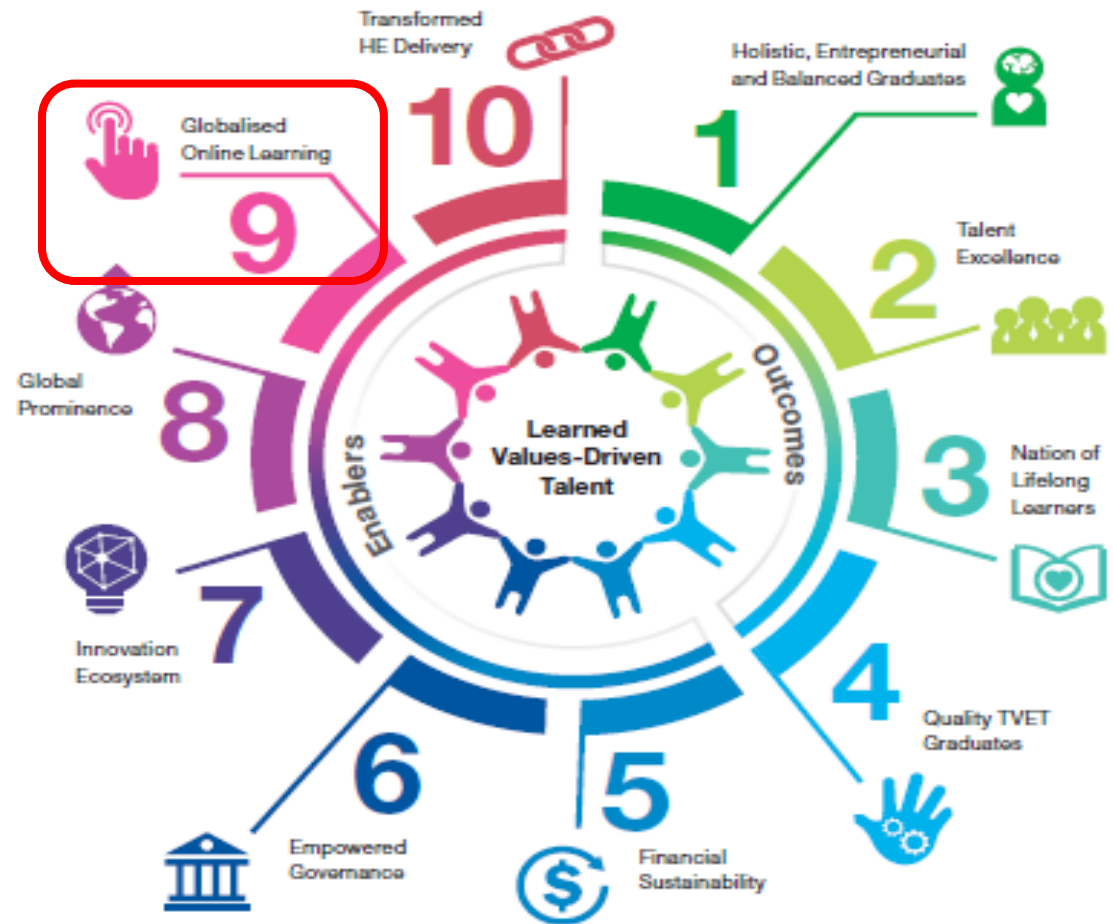 Transformed
HE Delivery
10
Holistic, Entrepreneurial
and Balanced Graduates
1
Globalised
Online Learning
9
Talent
Excellence
2
Global
Prominence
8
Learned
Values-Driven
Talent
Enablers
Outcomes
Nation of
Lifelong
Learners
3
Innovation
Ecosystem
7
Quality TVET
Graduates
4
Empowered
Governance
6
Financial
Sustainability
5
$